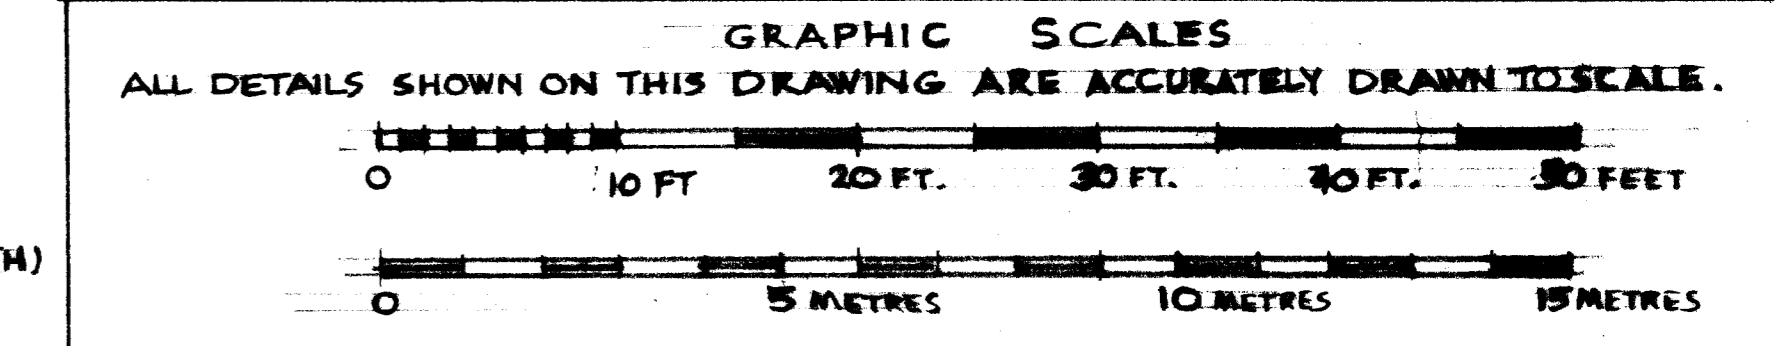 GRAPHIC SCALES
ALL DETAILS SHOWN ON THIS DRAWING ARE ACCURATELY DRAWN TO SCALE.
0 10 FT 20 FT. 30 FT. 40 FT. 50 FEET
H)
0 5 METRES 10 METRES 15 METRES